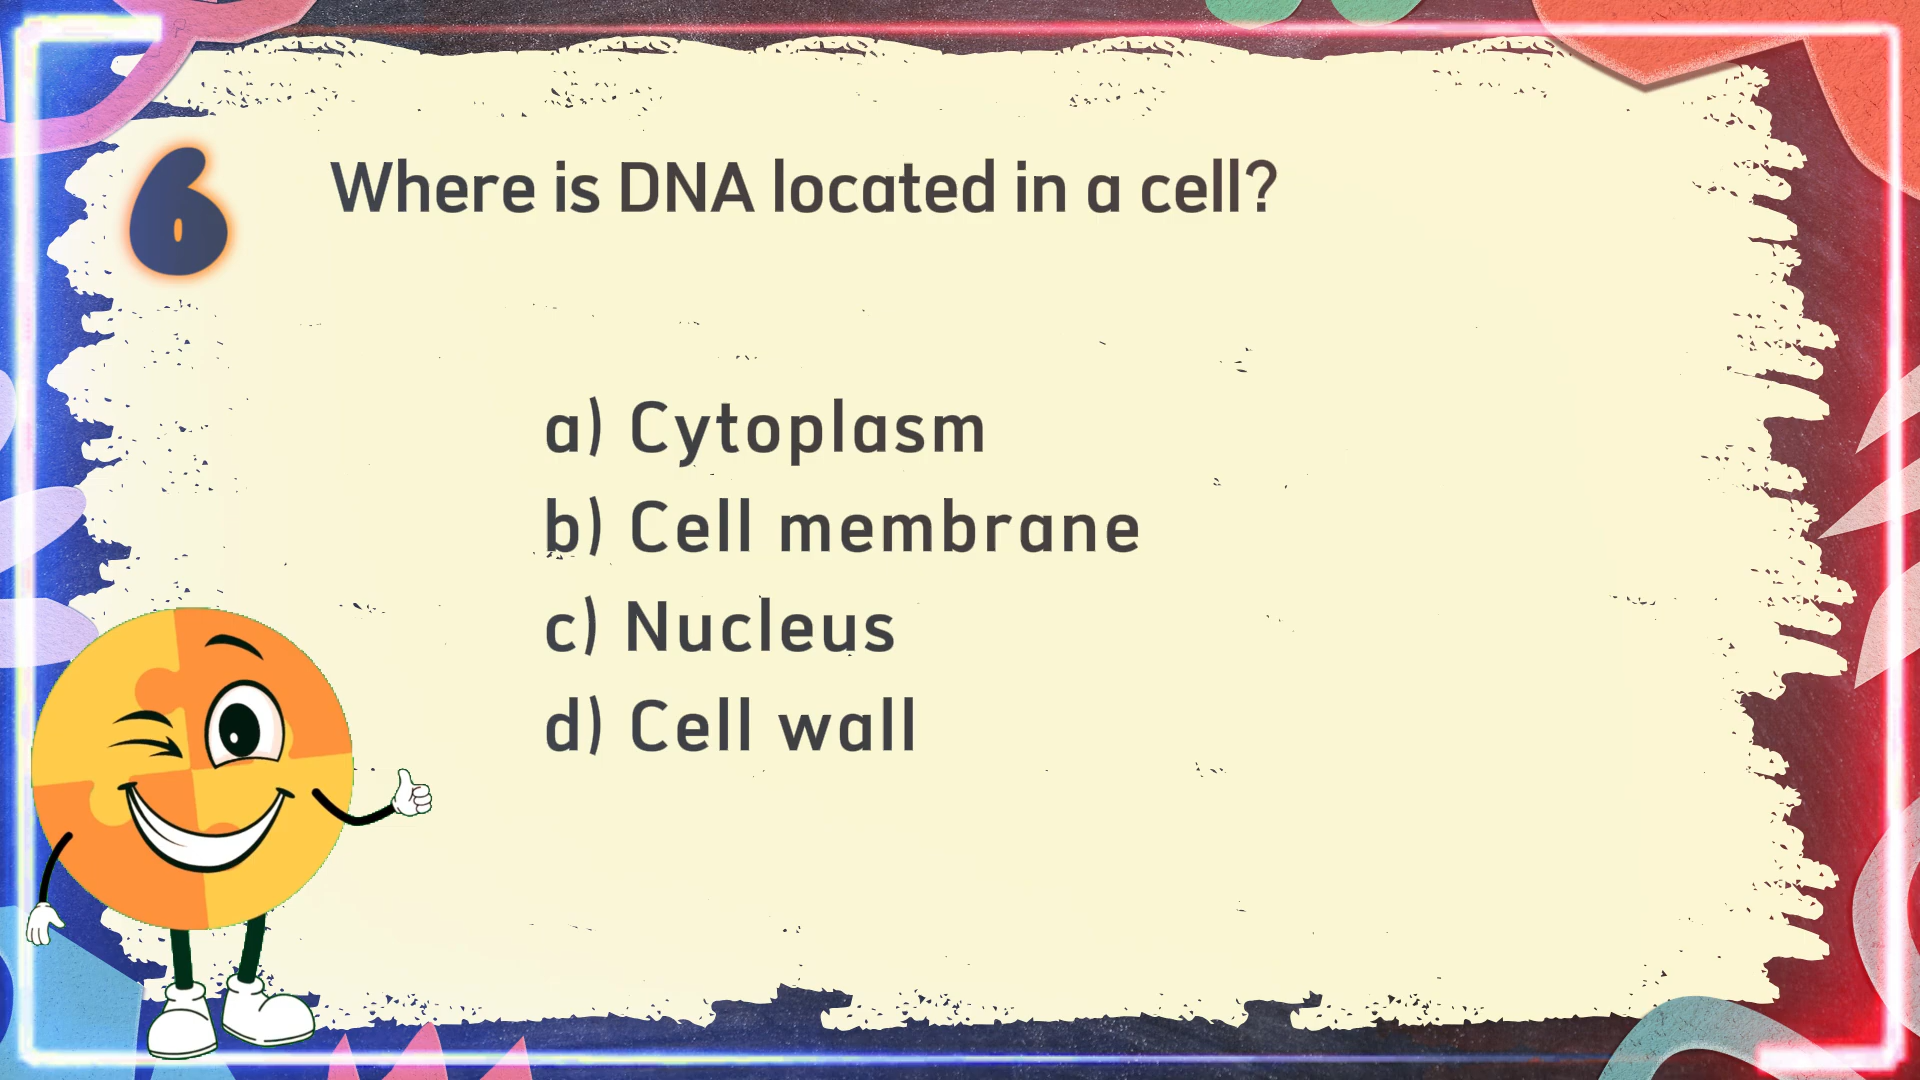 6
Where is DNA located in a cell?
a) Cytoplasm
b) Cell membrane
c) Nucleus
d) Cell wall